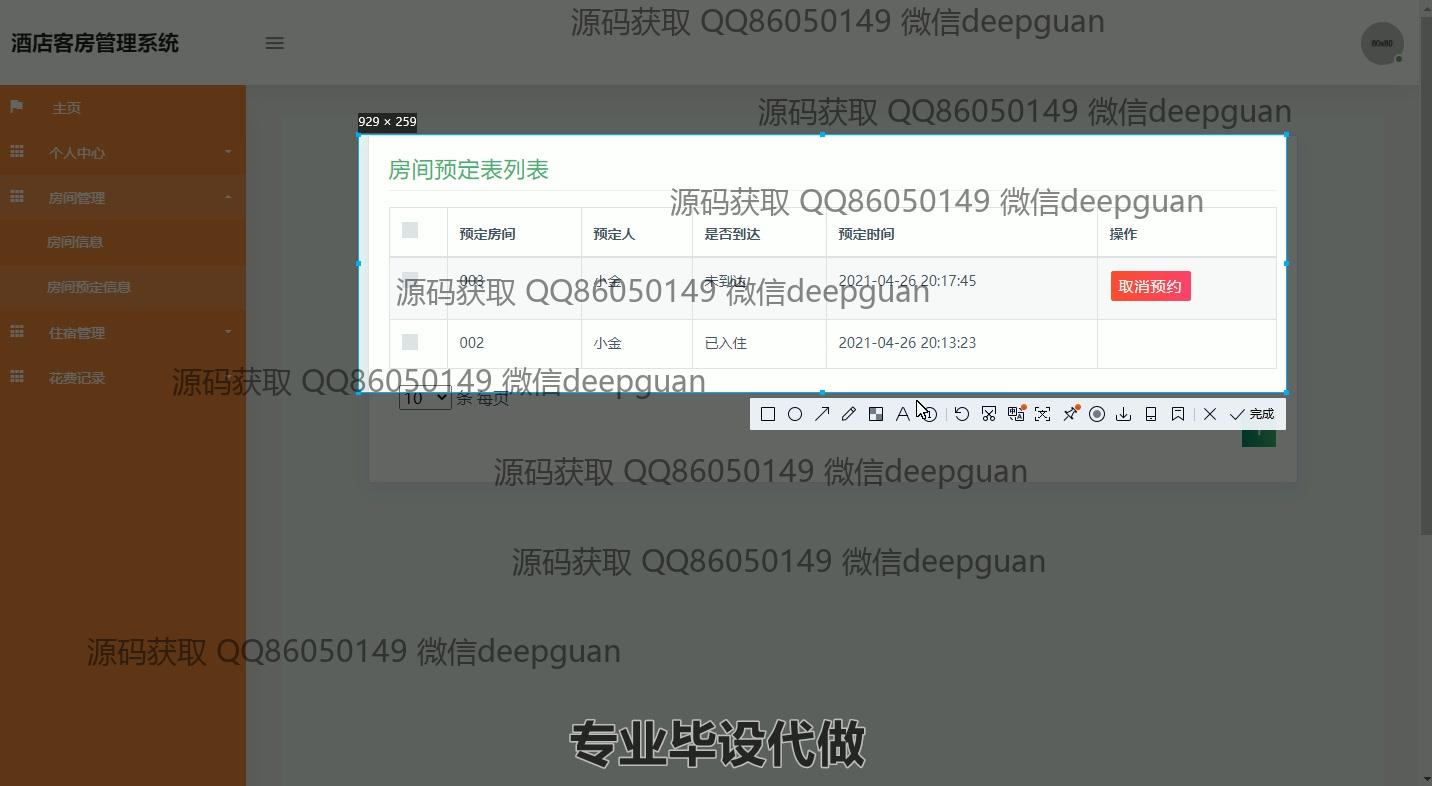 源码获取 QQ86050149 微信deepguan
酒店客房管理系统
80x80
主页
源码获取 QQ86050149 微信deepguan
929 × 259
个人中心
房间预定表列表
房间管理
源码获取 QQ86050149 微信deepguan
预定房间 预定人 是否到达 预定时间 操作
房间信息
003 小金 未到达 2021-04-26 20:17:45 取消预约
房间预定信息
源码获取 QQ86050149 微信deepguan
住宿管理
002 小金 已入住 2021-04-26 20:13:23
花费记录
源码获取 QQ86050149 微信deepguan
10 条 每页
完成
源码获取 QQ86050149 微信deepguan
源码获取 QQ86050149 微信deepguan
源码获取 QQ86050149 微信deepguan
专业毕设代做